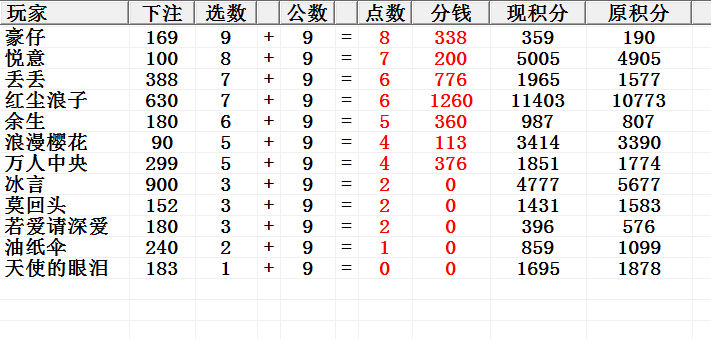 玩家 下注 选数 公数 点数 分钱 现积分 原积分
豪仔 169 9 + 9 = 8 338 359 190
悦意 100 8 + 9 = 7 200 5005 4905
丢丢 388 7 + 9 = 6 776 1965 1577
红尘浪子 630 7 + 9 = 6 1260 11403 10773
余生 180 6 + 9 = 5 360 987 807
浪漫樱花 90 5 + 9 = 4 113 3414 3390
万人中央 299 5 + 9 = 4 376 1851 1774
冰言 900 3 + 9 = 2 0 4777 5677
莫回头 152 3 + 9 = 2 0 1431 1583
若爱请深爱 180 3 + 9 = 2 0 396 576
油纸伞 240 2 + 9 = 1 0 859 1099
天使的眼泪 183 1 + 9 = 0 0 1695 1878